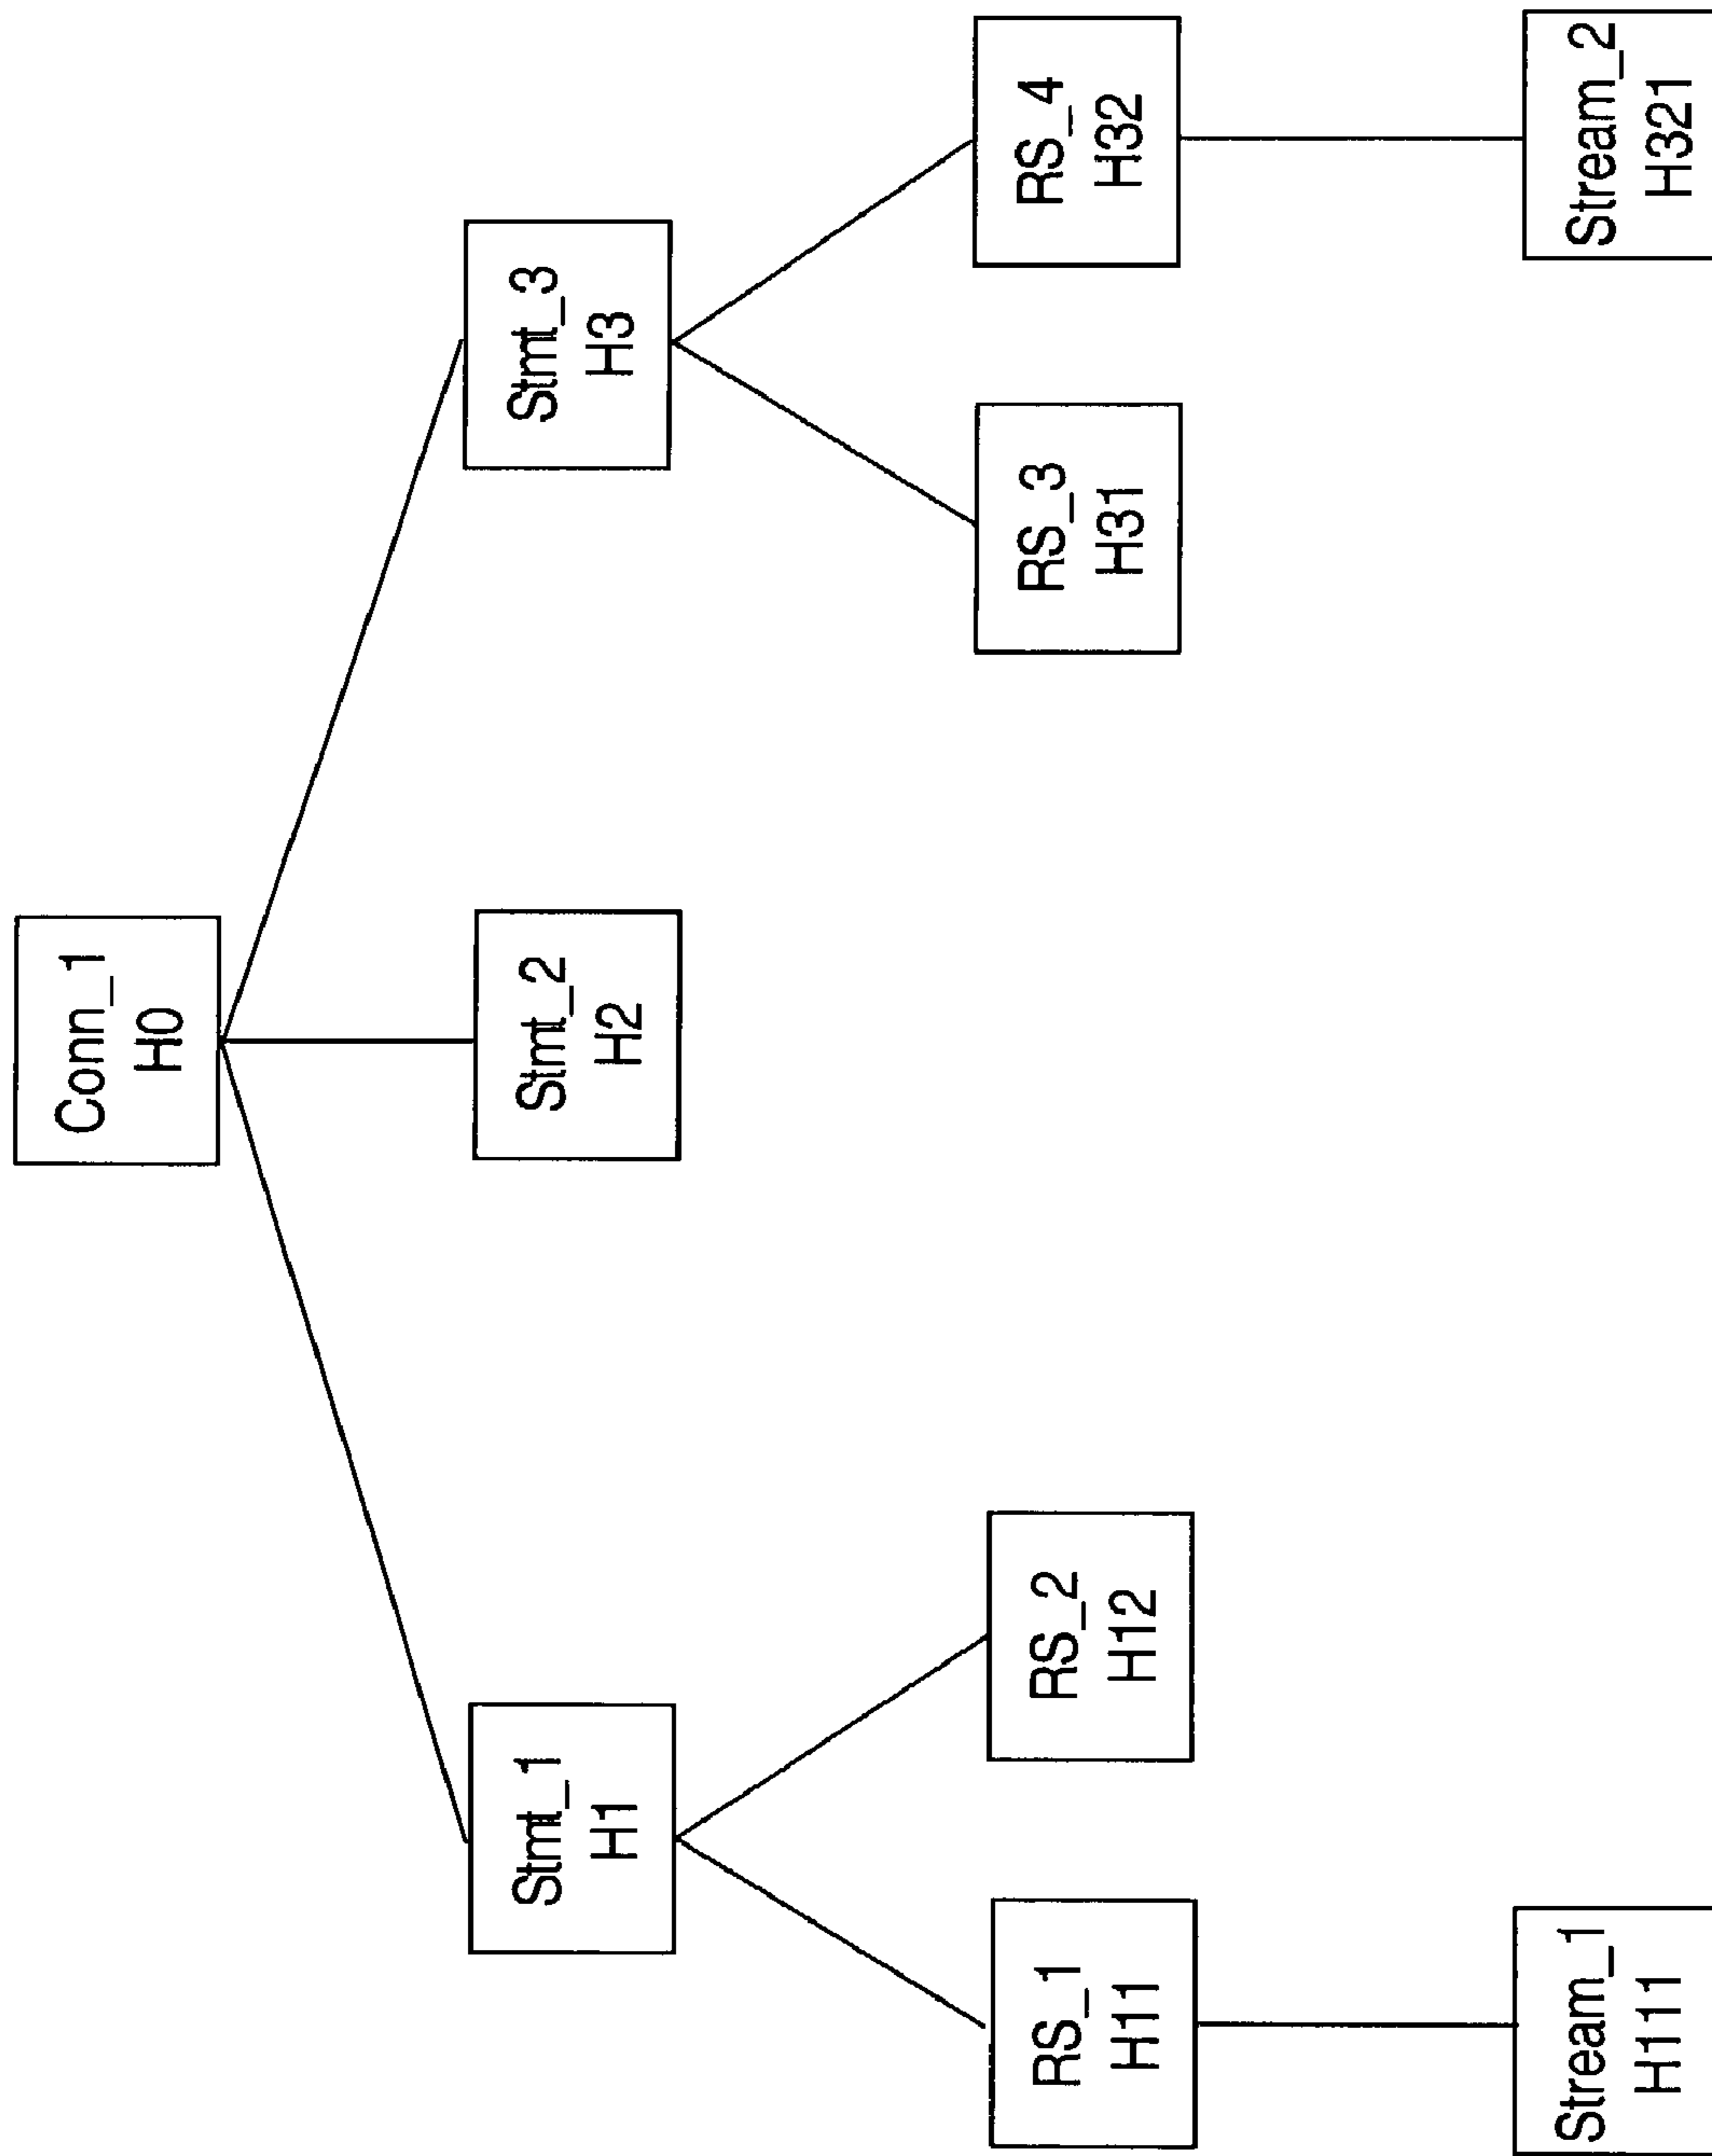 Conn_1
H0
Stmt_1
H1
Stmt_2
H2
Stmt_3
H3
RS_1
H11
RS_2
H12
RS_3
H31
RS_4
H32
Stream_1
H111
Stream_2
H321